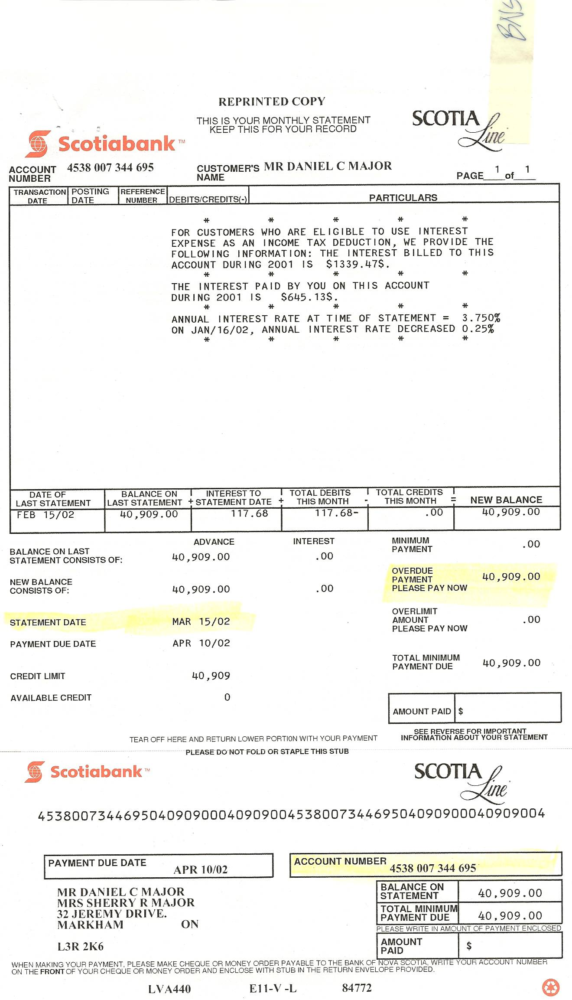 BNS
REPRINTED COPY
THIS IS YOUR MONTHLY STATEMENT
KEEP THIS FOR YOUR RECORD
SCOTIA Line
Scotiabank™
ACCOUNT NUMBER 4538 007 344 695 CUSTOMER'S NAME MR DANIEL C MAJOR PAGE 1 of 1
TRANSACTION DATE POSTING DATE REFERENCE NUMBER DEBITS/CREDITS(-) PARTICULARS
* * * * *
FOR CUSTOMERS WHO ARE ELIGIBLE TO USE INTEREST
EXPENSE AS AN INCOME TAX DEDUCTION, WE PROVIDE THE
FOLLOWING INFORMATION: THE INTEREST BILLED TO THIS
ACCOUNT DURING 2001 IS $1339.47$.
* * * * *
THE INTEREST PAID BY YOU ON THIS ACCOUNT
DURING 2001 IS $645.13$.
* * * * *
ANNUAL INTEREST RATE AT TIME OF STATEMENT = 3.750%
ON JAN/16/02, ANNUAL INTEREST RATE DECREASED 0.25%
* * * * *
DATE OF LAST STATEMENT BALANCE ON LAST STATEMENT + INTEREST TO STATEMENT DATE + TOTAL DEBITS THIS MONTH - TOTAL CREDITS THIS MONTH = NEW BALANCE
FEB 15/02 40,909.00 117.68 117.68- .00 40,909.00
ADVANCE INTEREST
BALANCE ON LAST STATEMENT CONSISTS OF: 40,909.00 .00
MINIMUM PAYMENT .00
NEW BALANCE CONSISTS OF: 40,909.00 .00
OVERDUE PAYMENT PLEASE PAY NOW 40,909.00
STATEMENT DATE MAR 15/02
OVERLIMIT AMOUNT PLEASE PAY NOW .00
PAYMENT DUE DATE APR 10/02
TOTAL MINIMUM PAYMENT DUE 40,909.00
CREDIT LIMIT 40,909
AVAILABLE CREDIT 0
AMOUNT PAID $
SEE REVERSE FOR IMPORTANT
INFORMATION ABOUT YOUR STATEMENT
TEAR OFF HERE AND RETURN LOWER PORTION WITH YOUR PAYMENT
PLEASE DO NOT FOLD OR STAPLE THIS STUB
Scotiabank™
SCOTIA Line
45380073446950409090004090900453800734469504090900040909004
PAYMENT DUE DATE APR 10/02
ACCOUNT NUMBER 4538 007 344 695
MR DANIEL C MAJOR
MRS SHERRY R MAJOR
32 JEREMY DRIVE.
MARKHAM ON
L3R 2K6
BALANCE ON STATEMENT 40,909.00
TOTAL MINIMUM PAYMENT DUE 40,909.00
PLEASE WRITE IN AMOUNT OF PAYMENT ENCLOSED
AMOUNT PAID $
WHEN MAKING YOUR PAYMENT, PLEASE MAKE CHEQUE OR MONEY ORDER PAYABLE TO THE BANK OF NOVA SCOTIA, WRITE YOUR ACCOUNT NUMBER
ON THE FRONT OF YOUR CHEQUE OR MONEY ORDER AND ENCLOSE WITH STUB IN THE RETURN ENVELOPE PROVIDED.
LVA440 E11-V -L 84772